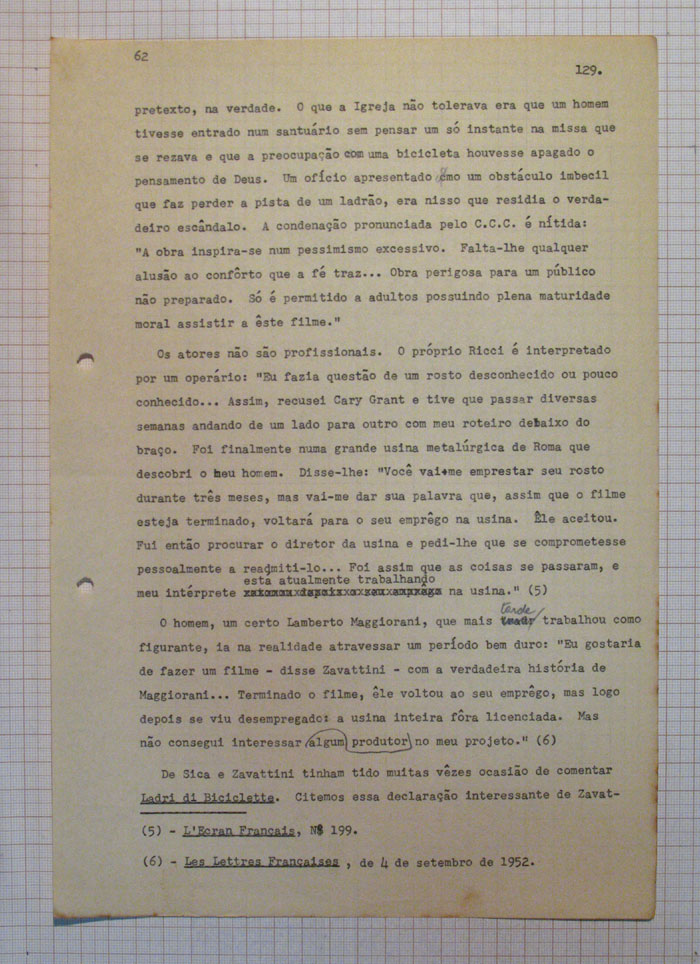 62
129.
pretexto, na verdade.  O que a Igreja não tolerava era que um homem
tivesse entrado num santuário sem pensar um só instante na missa que
se rezava e que a preocupação com uma bicicleta houvesse apagado o
pensamento de Deus.  Um ofício apresentado como um obstáculo imbecil
que faz perder a pista de um ladrão, era nisso que residia o verda-
deiro escândalo.  A condenação pronunciada pelo C.C.C. é nítida:
"A obra inspira-se num pessimismo excessivo.  Falta-lhe qualquer
alusão ao confôrto que a fé traz... Obra perigosa para um público
não preparado.  Só é permitido a adultos possuindo plena maturidade
moral assistir a êste filme."
Os atores não são profissionais.  O próprio Ricci é interpretado
por um operário: "Eu fazia questão de um rosto desconhecido ou pouco
conhecido... Assim, recusei Cary Grant e tive que passar diversas
semanas andando de um lado para outro com meu roteiro debaixo do
braço.  Foi finalmente numa grande usina metalúrgica de Roma que
descobri o meu homem.  Disse-lhe: "Você vai-me emprestar seu rosto
durante três meses, mas vai-me dar sua palavra que, assim que o filme
esteja terminado, voltará para o seu emprêgo na usina.  Êle aceitou.
Fui então procurar o diretor da usina e pedi-lhe que se comprometesse
pessoalmente a readmiti-lo... Foi assim que as coisas se passaram, e
esta atualmente trabalhando
meu intérprete na usina." (5)
tarde
O homem, um certo Lamberto Maggiorani, que mais trabalhou como
figurante, ia na realidade atravessar um período bem duro: "Eu gostaria
de fazer um filme - disse Zavattini - com a verdadeira história de
Maggiorani... Terminado o filme, êle voltou ao seu emprêgo, mas logo
depois se viu desempregado: a usina inteira fôra licenciada.  Mas
não consegui interessar algum produtor no meu projeto." (6)
De Sica e Zavattini tinham tido muitas vêzes ocasião de comentar
Ladri di Biciclette.  Citemos essa declaração interessante de Zavat-
(5) - L'Ecran Français, Nº 199.
(6) - Les Lettres Françaises , de 4 de setembro de 1952.